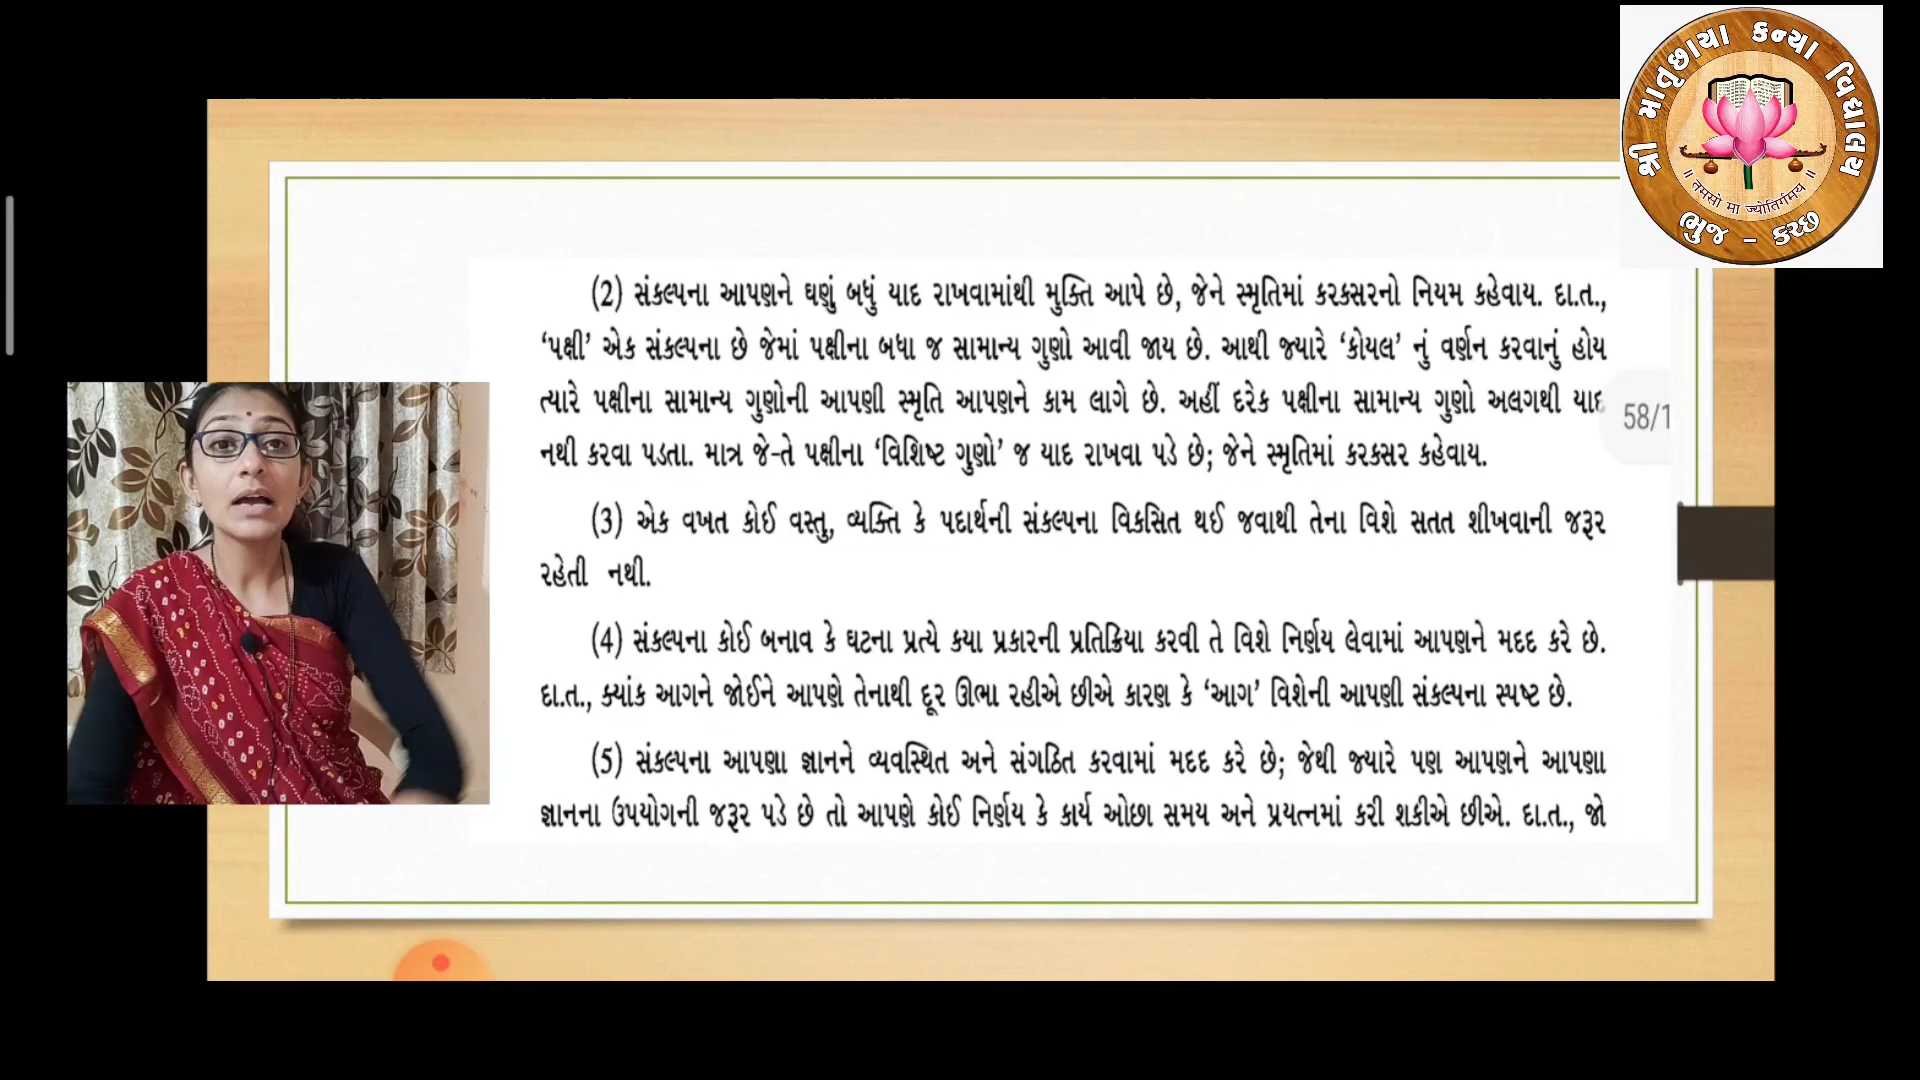 શ્રી માતૃછાયા કન્યા વિદ્યાલય
॥ तमसो मा ज्योतिर्गमय ॥
ભુજ - કચ્છ
(2) સંકલ્પના આપણને ઘણું બધું યાદ રાખવામાંથી મુક્તિ આપે છે, જેને સ્મૃતિમાં કરકસરનો નિયમ કહેવાય. દા.ત.,
‘પક્ષી’ એક સંકલ્પના છે જેમાં પક્ષીના બધા જ સામાન્ય ગુણો આવી જાય છે. આથી જ્યારે ‘કોયલ’ નું વર્ણન કરવાનું હોય
ત્યારે પક્ષીના સામાન્ય ગુણોની આપણી સ્મૃતિ આપણને કામ લાગે છે. અહીં દરેક પક્ષીના સામાન્ય ગુણો અલગથી યાદ
નથી કરવા પડતા. માત્ર જે-તે પક્ષીના ‘વિશિષ્ટ ગુણો’ જ યાદ રાખવા પડે છે; જેને સ્મૃતિમાં કરકસર કહેવાય.
58/1
(3) એક વખત કોઈ વસ્તુ, વ્યક્તિ કે પદાર્થની સંકલ્પના વિકસિત થઈ જવાથી તેના વિશે સતત શીખવાની જરૂર
રહેતી નથી.
(4) સંકલ્પના કોઈ બનાવ કે ઘટના પ્રત્યે કયા પ્રકારની પ્રતિક્રિયા કરવી તે વિશે નિર્ણય લેવામાં આપણને મદદ કરે છે.
દા.ત., ક્યાંક આગને જોઈને આપણે તેનાથી દૂર ઊભા રહીએ છીએ કારણ કે ‘આગ’ વિશેની આપણી સંકલ્પના સ્પષ્ટ છે.
(5) સંકલ્પના આપણા જ્ઞાનને વ્યવસ્થિત અને સંગઠિત કરવામાં મદદ કરે છે; જેથી જ્યારે પણ આપણને આપણા
જ્ઞાનના ઉપયોગની જરૂર પડે છે તો આપણે કોઈ નિર્ણય કે કાર્ય ઓછા સમય અને પ્રયત્નમાં કરી શકીએ છીએ. દા.ત., જો